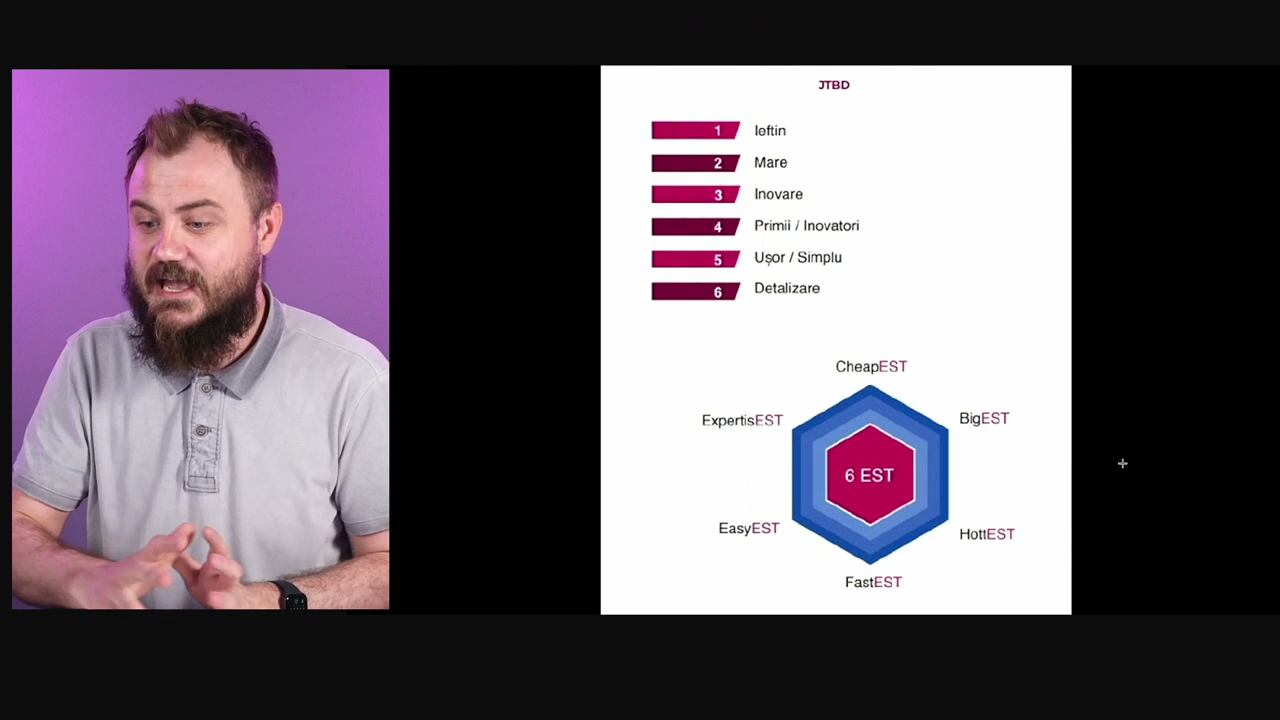 JTBD
1 Ieftin
2 Mare
3 Inovare
4 Primii / Inovatori
5 Ușor / Simplu
6 Detalizare
CheapEST
ExpertisEST
BigEST
6 EST
EasyEST
HottEST
FastEST